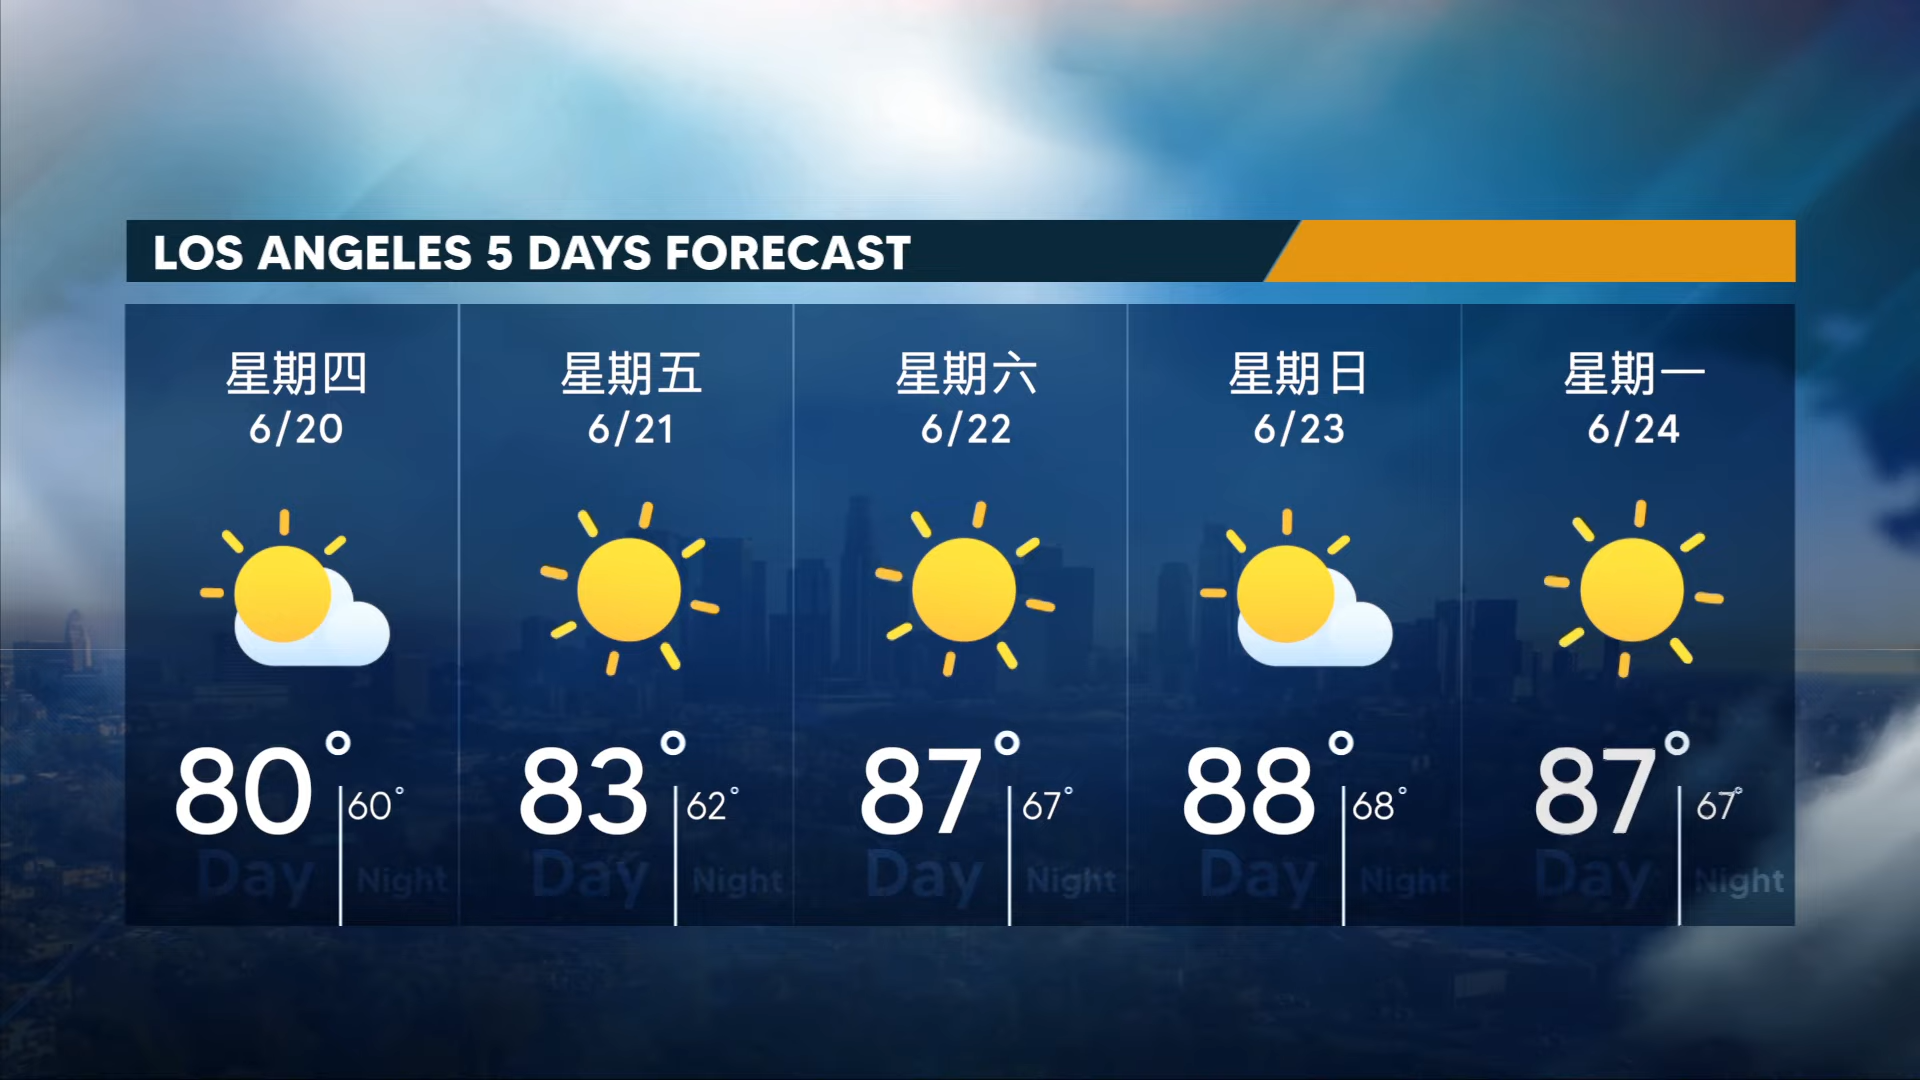 LOS ANGELES 5 DAYS FORECAST
星期四
6/20
80°
60°
Day
Night
星期五
6/21
83°
62°
Day
Night
星期六
6/22
87°
67°
Day
Night
星期日
6/23
88°
68°
Day
Night
星期一
6/24
87°
67°
Day
Night